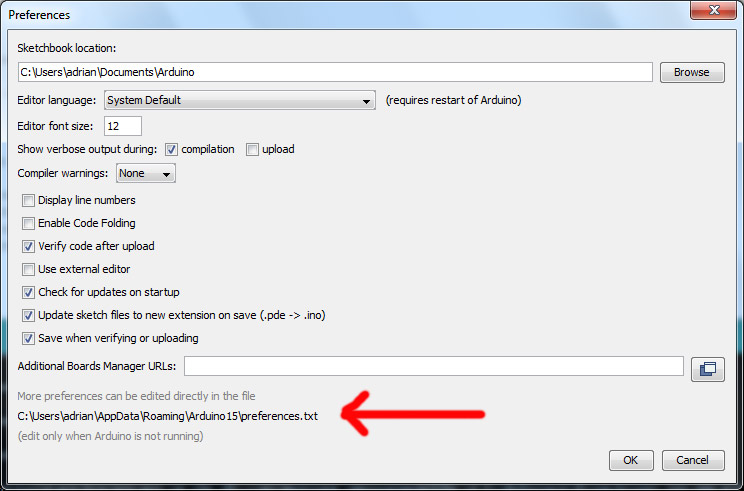 Preferences
Sketchbook location:
C:\Users\adrian\Documents\Arduino
Browse
Editor language: System Default (requires restart of Arduino)
Editor font size: 12
Show verbose output during: compilation upload
Compiler warnings: None
Display line numbers
Enable Code Folding
Verify code after upload
Use external editor
Check for updates on startup
Update sketch files to new extension on save (.pde -> .ino)
Save when verifying or uploading
Additional Boards Manager URLs:
More preferences can be edited directly in the file
C:\Users\adrian\AppData\Roaming\Arduino15\preferences.txt
(edit only when Arduino is not running)
OK Cancel